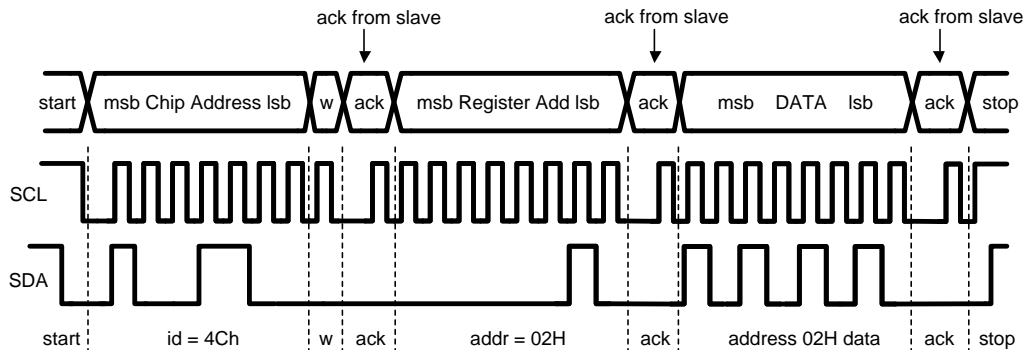 ack from slave ack from slave ack from slave
start msb Chip Address lsb w ack msb Register Add lsb ack msb DATA lsb ack stop
SCL
SDA
start id = 4Ch w ack addr = 02H ack address 02H data ack stop